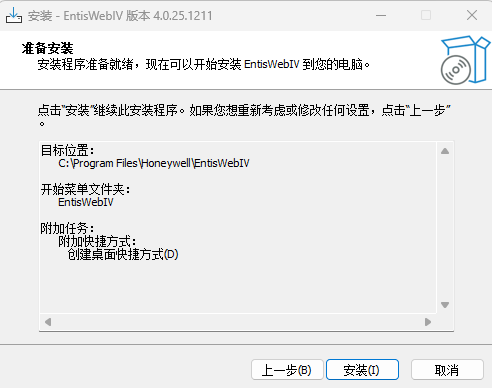 安装 - EntisWebIV 版本 4.0.25.1211
准备安装
安装程序准备就绪，现在可以开始安装 EntisWebIV 到您的电脑。
点击“安装”继续此安装程序。如果您想重新考虑或修改任何设置，点击“上一步”
。
目标位置：
C:\Program Files\Honeywell\EntisWebIV
开始菜单文件夹：
EntisWebIV
附加任务：
附加快捷方式：
创建桌面快捷方式(D)
上一步(B)
安装(I)
取消